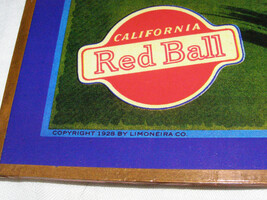 CALIFORNIA
Red Ball
COPYRIGHT 1928 BY LIMONEIRA CO.